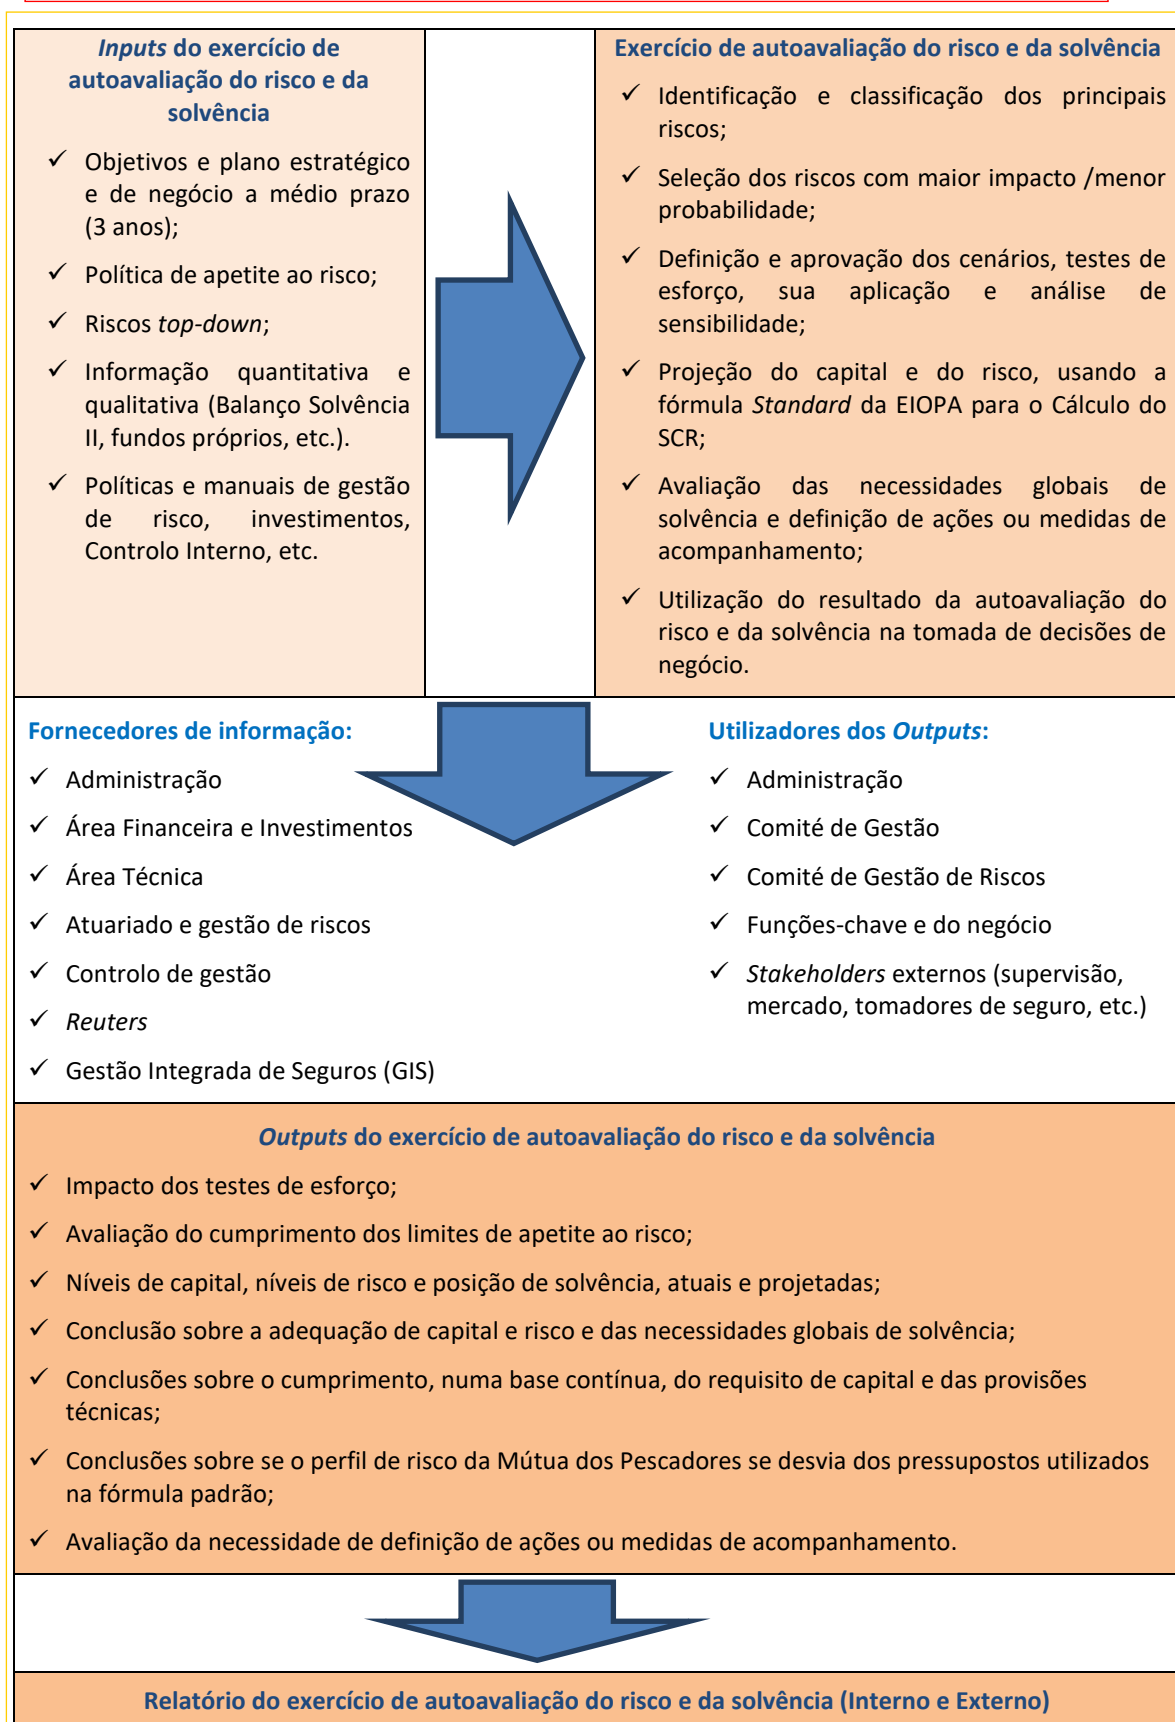 Inputs do exercício de
autoavaliação do risco e da
solvência
✓ Objetivos e plano estratégico
e de negócio a médio prazo
(3 anos);
✓ Política de apetite ao risco;
✓ Riscos top-down;
✓ Informação quantitativa e
qualitativa (Balanço Solvência
II, fundos próprios, etc.).
✓ Políticas e manuais de gestão
de risco, investimentos,
Controlo Interno, etc.
Exercício de autoavaliação do risco e da solvência
✓ Identificação e classificação dos principais
riscos;
✓ Seleção dos riscos com maior impacto /menor
probabilidade;
✓ Definição e aprovação dos cenários, testes de
esforço, sua aplicação e análise de
sensibilidade;
✓ Projeção do capital e do risco, usando a
fórmula Standard da EIOPA para o Cálculo do
SCR;
✓ Avaliação das necessidades globais de
solvência e definição de ações ou medidas de
acompanhamento;
✓ Utilização do resultado da autoavaliação do
risco e da solvência na tomada de decisões de
negócio.
Fornecedores de informação:
✓ Administração
✓ Área Financeira e Investimentos
✓ Área Técnica
✓ Atuariado e gestão de riscos
✓ Controlo de gestão
✓ Reuters
✓ Gestão Integrada de Seguros (GIS)
Utilizadores dos Outputs:
✓ Administração
✓ Comité de Gestão
✓ Comité de Gestão de Riscos
✓ Funções-chave e do negócio
✓ Stakeholders externos (supervisão,
mercado, tomadores de seguro, etc.)
Outputs do exercício de autoavaliação do risco e da solvência
✓ Impacto dos testes de esforço;
✓ Avaliação do cumprimento dos limites de apetite ao risco;
✓ Níveis de capital, níveis de risco e posição de solvência, atuais e projetadas;
✓ Conclusão sobre a adequação de capital e risco e das necessidades globais de solvência;
✓ Conclusões sobre o cumprimento, numa base contínua, do requisito de capital e das provisões
técnicas;
✓ Conclusões sobre se o perfil de risco da Mútua dos Pescadores se desvia dos pressupostos utilizados
na fórmula padrão;
✓ Avaliação da necessidade de definição de ações ou medidas de acompanhamento.
Relatório do exercício de autoavaliação do risco e da solvência (Interno e Externo)